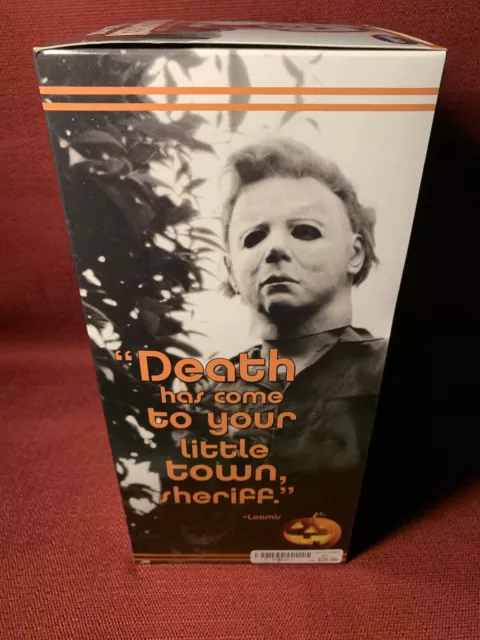 “Death
has come
to your
little
town,
sheriff.”
-Loomis